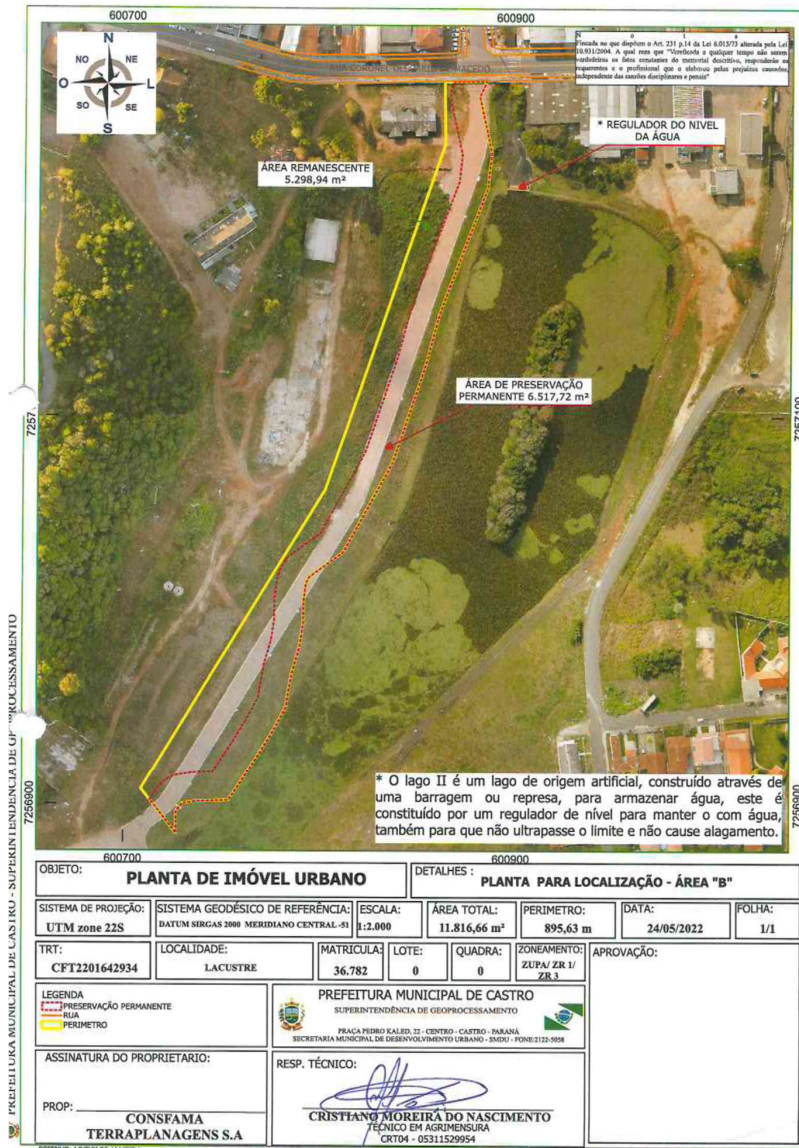 600700
600900
N
NO
NE
O
L
SO
SE
S
N o t a
Fincada no que dispõem o Art. 231 p.14 da Lei 6.015/73 alterada pela Lei
10.931/2004. A qual reza que "Verificada a qualquer tempo não serem
verdadeiros os fatos constantes do memorial descritivo, responderão os
requerentes e o profissional que o elaborou pelos prejuízos causados,
independente das sanções disciplinares e penais"
RUA CORONEL OLEGÁRIO DE MACEDO
* REGULADOR DO NIVEL
DA ÁGUA
ÁREA REMANESCENTE
5.298,94 m²
ÁREA DE PRESERVAÇÃO
PERMANENTE 6.517,72 m²
7257
7257100
7256900
7256900
* O lago II é um lago de origem artificial, construído através de
uma barragem ou represa, para armazenar água, este é
constituído por um regulador de nível para manter o com água,
também para que não ultrapasse o limite e não cause alagamento.
600700
600900
PREFEITURA MUNICIPAL DE CASTRO - SUPERINTENDENCIA DE GEOPROCESSAMENTO
OBJETO:
PLANTA DE IMÓVEL URBANO
DETALHES :
PLANTA PARA LOCALIZAÇÃO - ÁREA "B"
SISTEMA DE PROJEÇÃO:
UTM zone 22S
SISTEMA GEODÉSICO DE REFERÊNCIA:
DATUM SIRGAS 2000 MERIDIANO CENTRAL -51
ESCALA:
1:2.000
ÁREA TOTAL:
11.816,66 m²
PERIMETRO:
895,63 m
DATA:
24/05/2022
FOLHA:
1/1
TRT:
CFT2201642934
LOCALIDADE:
LACUSTRE
MATRICULA:
36.782
LOTE:
0
QUADRA:
0
ZONEAMENTO:
ZUPA/ ZR 1/
ZR 3
APROVAÇÃO:
LEGENDA
PRESERVAÇÃO PERMANENTE
RUA
PERIMETRO
PREFEITURA MUNICIPAL DE CASTRO
SUPERINTENDÊNCIA DE GEOPROCESSAMENTO
PRAÇA PEDRO KALED, 22 - CENTRO - CASTRO - PARANÁ
SECRETARIA MUNICIPAL DE DESENVOLVIMENTO URBANO - SMDU - FONE:2122-5058
ASSINATURA DO PROPRIETARIO:
PROP:
CONSFAMA
TERRAPLANAGENS S.A
RESP. TÉCNICO:
CRISTIANO MOREIRA DO NASCIMENTO
TÉCNICO EM AGRIMENSURA
CRT04 - 05311529954